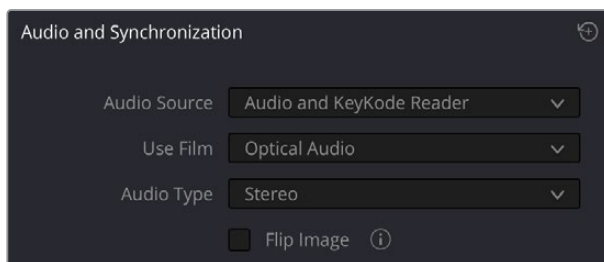 Audio and Synchronization
Audio Source Audio and KeyKode Reader
Use Film Optical Audio
Audio Type Stereo
Flip Image